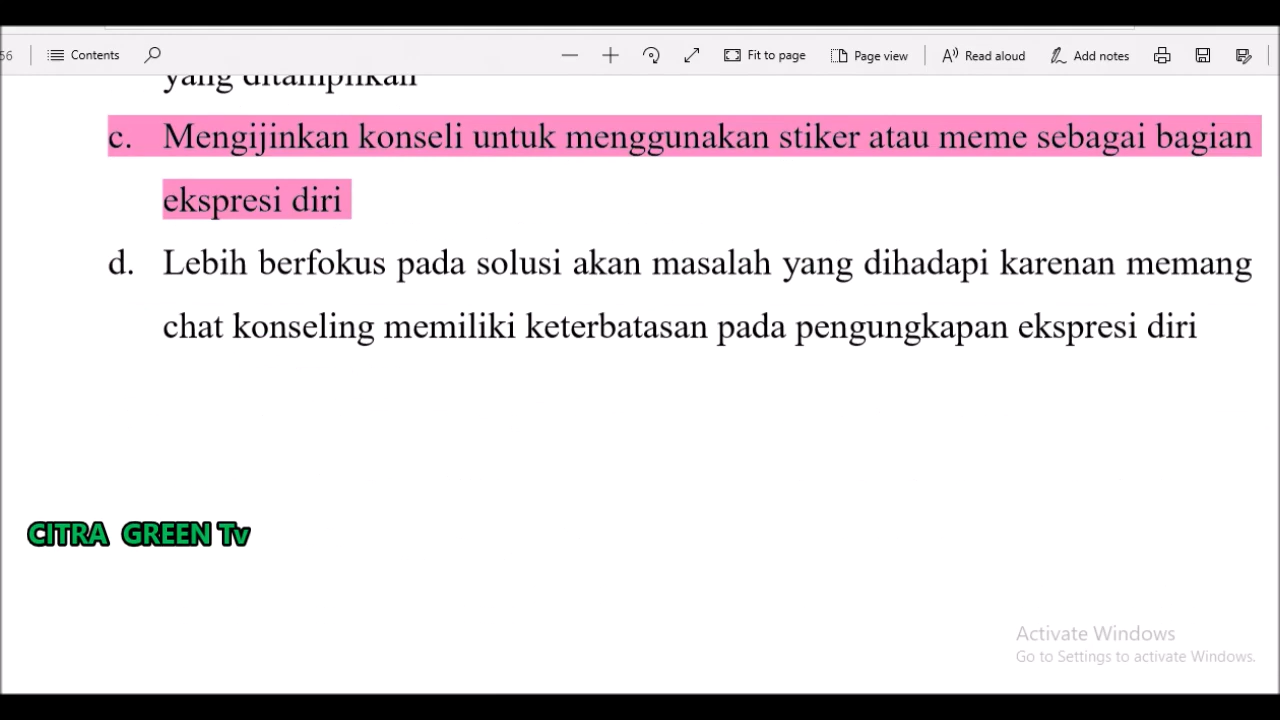 56 Contents Fit to page Page view Read aloud Add notes
yang ditampilkan
c. Mengijinkan konseli untuk menggunakan stiker atau meme sebagai bagian
ekspresi diri
d. Lebih berfokus pada solusi akan masalah yang dihadapi karenan memang
chat konseling memiliki keterbatasan pada pengungkapan ekspresi diri
CITRA GREEN Tv
Activate Windows
Go to Settings to activate Windows.